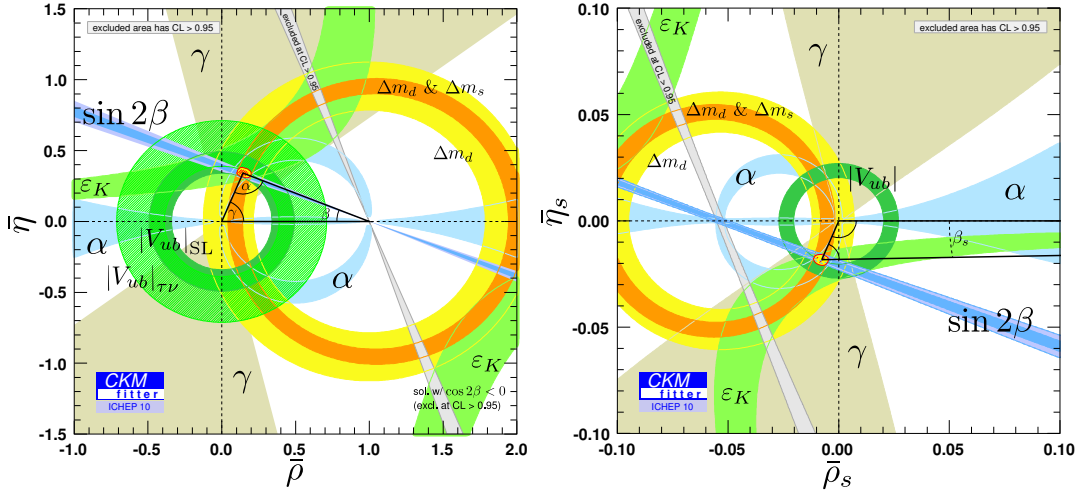 excluded area has CL > 0.95
γ
excluded at CL > 0.95
ε_K
Δm_d & Δm_s
Δm_d
sin 2β
α
β
γ
ε_K
α
|V_ub|_SL
|V_ub|_τν
α
γ
ε_K
sol. w/ cos 2β < 0
(excl. at CL > 0.95)
CKM
fitter
ICHEP 10
1.5
1.0
0.5
0.0
-0.5
-1.0
-1.5
η̄
-1.0
-0.5
0.0
0.5
1.0
1.5
2.0
ρ̄
ε_K
excluded at CL > 0.95
γ
excluded area has CL > 0.95
Δm_d & Δm_s
Δm_d
α
|V_ub|
α
β_s
sin 2β
γ
ε_K
CKM
fitter
ICHEP 10
0.10
0.05
0.00
-0.05
-0.10
η̄_s
-0.10
-0.05
0.00
0.05
0.10
ρ̄_s